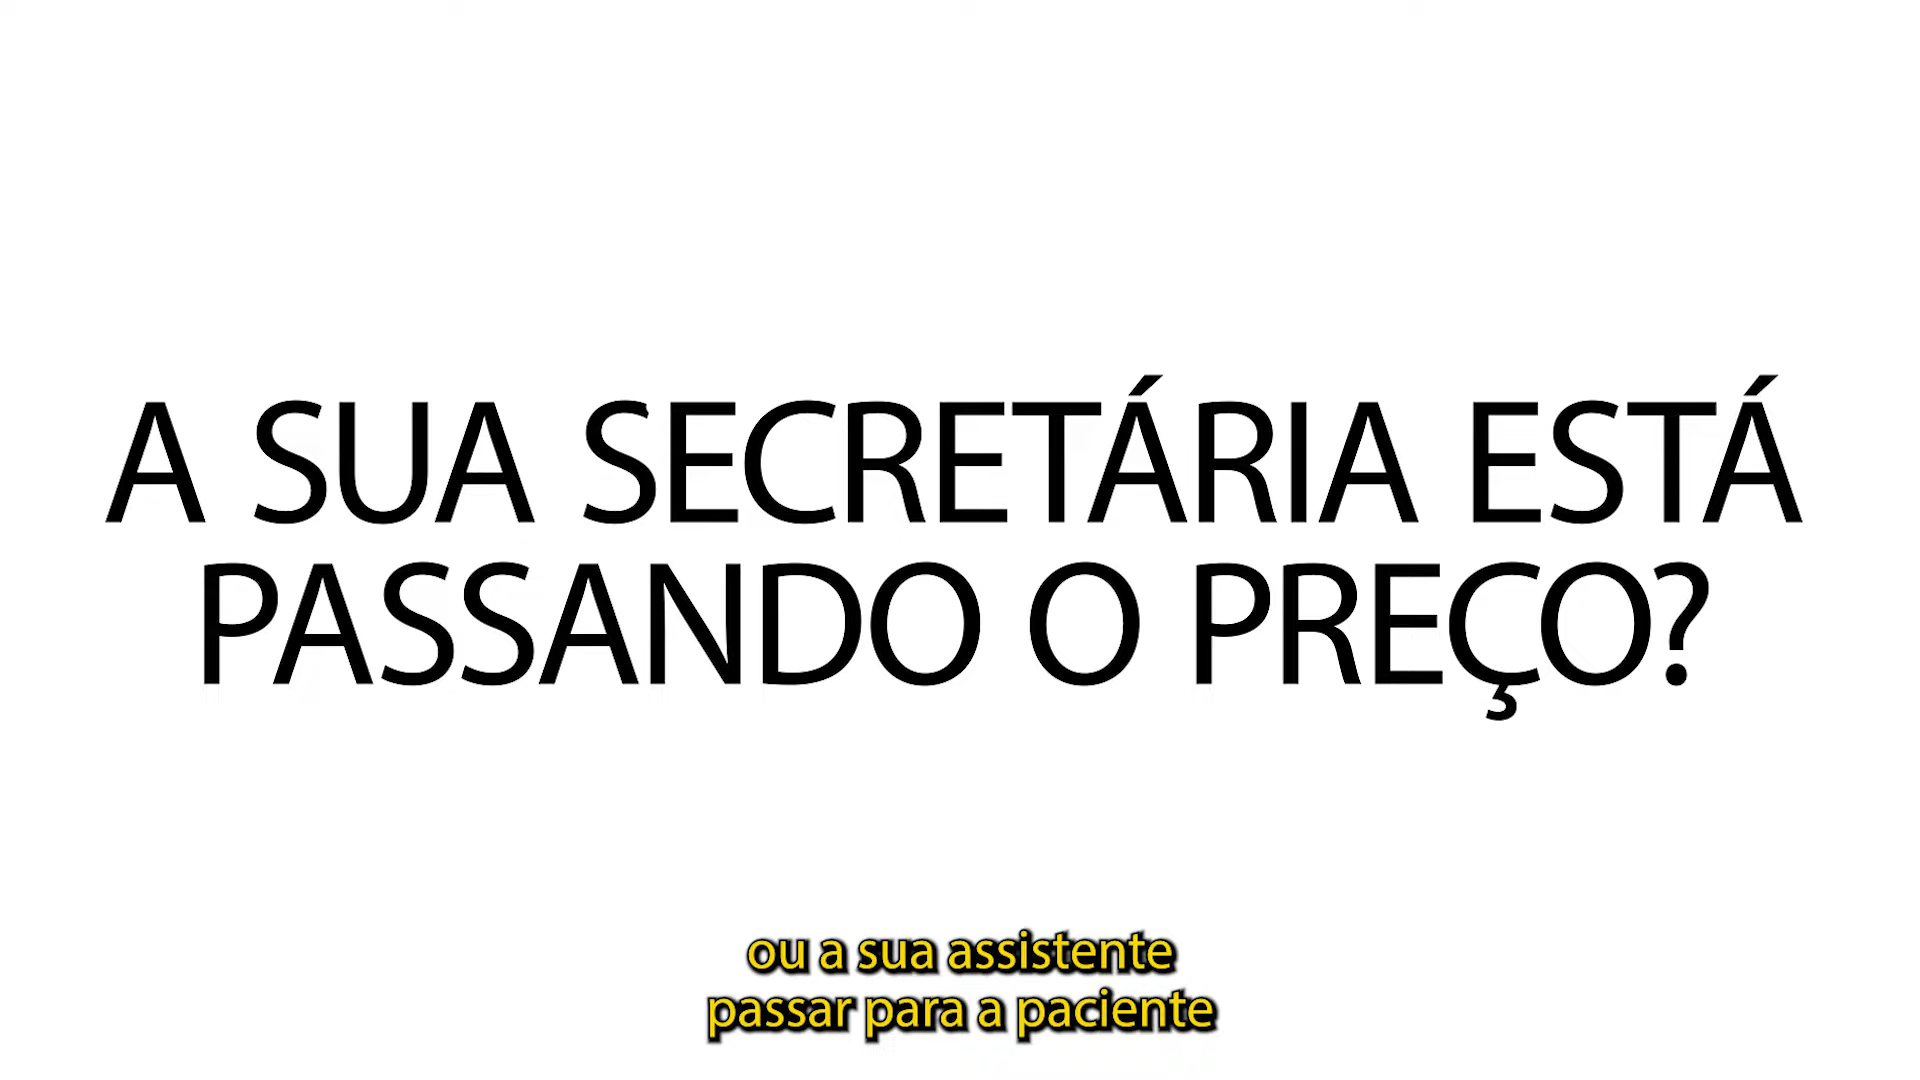 A SUA SECRETÁRIA ESTÁ
PASSANDO O PREÇO?
ou a sua assistente
passar para a paciente